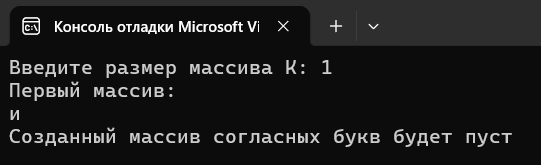 Консоль отладки Microsoft Vi
Введите размер массива К: 1
Первый массив:
и
Созданный массив согласных букв будет пуст